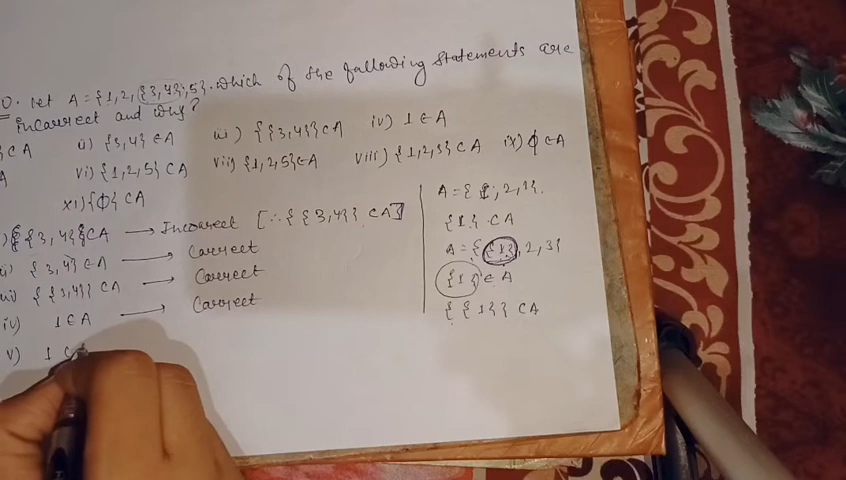 0. Let A = {1, 2, {3, 4}, 5}. which of the following statements are
incorrect and why?
} ⊂ A ii) {3, 4} ∈ A iii) {{3, 4}} ⊂ A iv) 1 ∈ A
A vi) {1, 2, 5} ⊂ A vii) {1, 2, 5} ∈ A viii) {1, 2, 3} ⊂ A ix) ϕ ∈ A
xi) {ϕ} ⊂ A
i) {3, 4} ⊂ A → Incorrect [∴ {{3, 4}} ⊂ A]
ii) {3, 4} ∈ A → Correct
iii) {{3, 4}} ⊂ A → Correct
iv) 1 ∈ A → Correct
v) 1 ⊂
A = {1, 2, 3}.
{1} ⊂ A
A = {{1}, 2, 3}
{1} ∈ A
{{1}} ⊂ A